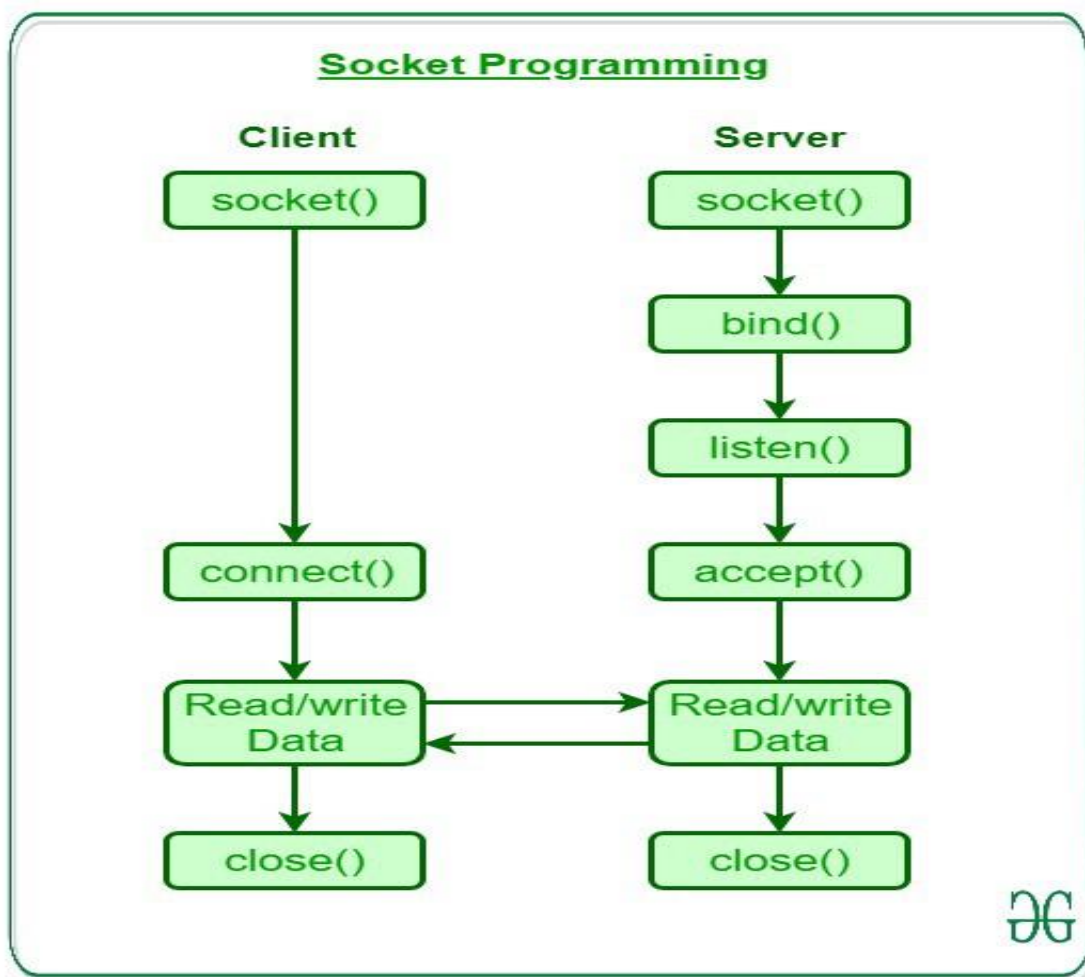 Socket Programming
Client
Server
socket()
socket()
bind()
listen()
connect()
accept()
Read/write
Data
Read/write
Data
close()
close()